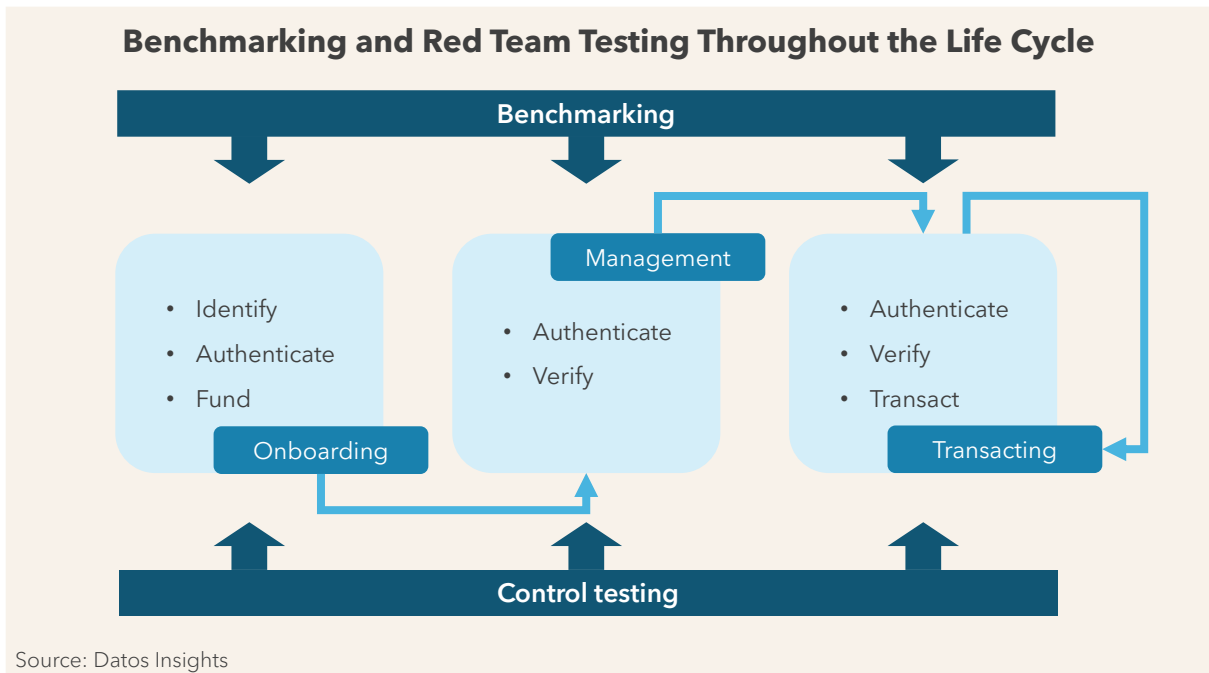 Benchmarking and Red Team Testing Throughout the Life Cycle
Benchmarking
• Identify
• Authenticate
• Fund
Onboarding
Management
• Authenticate
• Verify
• Authenticate
• Verify
• Transact
Transacting
Control testing
Source: Datos Insights